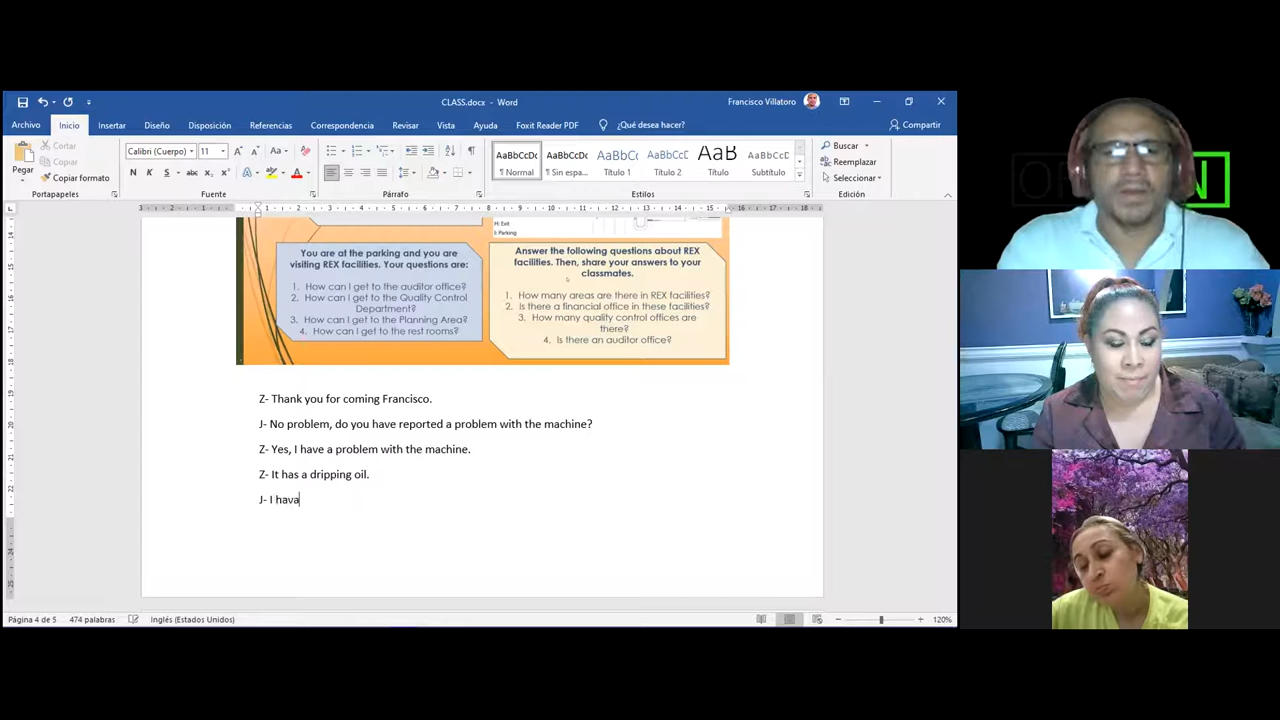 CLASS.docx - Word
Francisco Villatoro
Archivo Inicio Insertar Diseño Disposición Referencias Correspondencia Revisar Vista Ayuda Foxit Reader PDF ¿Qué desea hacer? Compartir
Pegar
Cortar
Copiar
Copiar formato
Portapapeles
Calibri (Cuerpo) 11
Fuente
Párrafo
AaBbCcDc AaBbCcDc AaBbCcD AaBbCcD AaB AaBbCcD
¶ Normal ¶ Sin espa... Título 1 Título 2 Título Subtítulo
Estilos
Buscar
Reemplazar
Seleccionar
Edición
H: Exit
I: Parking
You are at the parking and you are
visiting REX facilities. Your questions are:
1. How can I get to the auditor office?
2. How can I get to the Quality Control
Department?
3. How can I get to the Planning Area?
4. How can I get to the rest rooms?
Answer the following questions about REX
facilities. Then, share your answers to your
classmates.
1. How many areas are there in REX facilities?
2. Is there a financial office in these facilities?
3. How many quality control offices are
there?
4. Is there an auditor office?
Z- Thank you for coming Francisco.
J- No problem, do you have reported a problem with the machine?
Z- Yes, I have a problem with the machine.
Z- It has a dripping oil.
J- I hava
Página 4 de 5 474 palabras Inglés (Estados Unidos) 120%